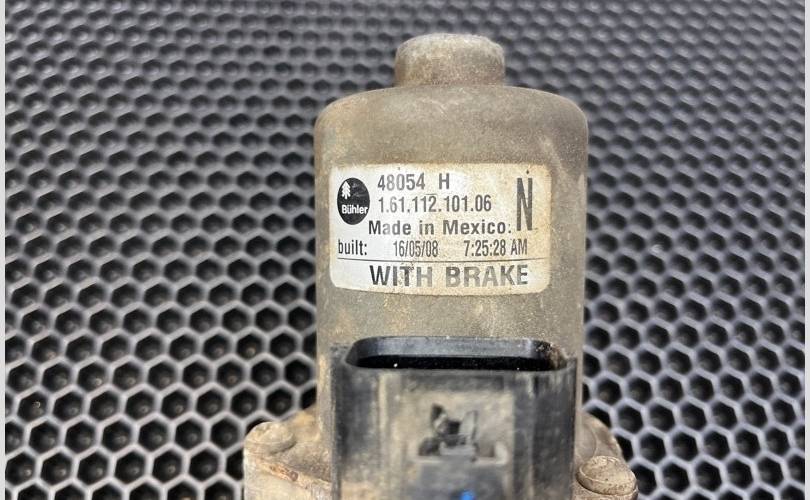 Bühler
48054 H
1.61.112.101.06
N
Made in Mexico.
built: 16/05/08 7:25:28 AM
WITH BRAKE